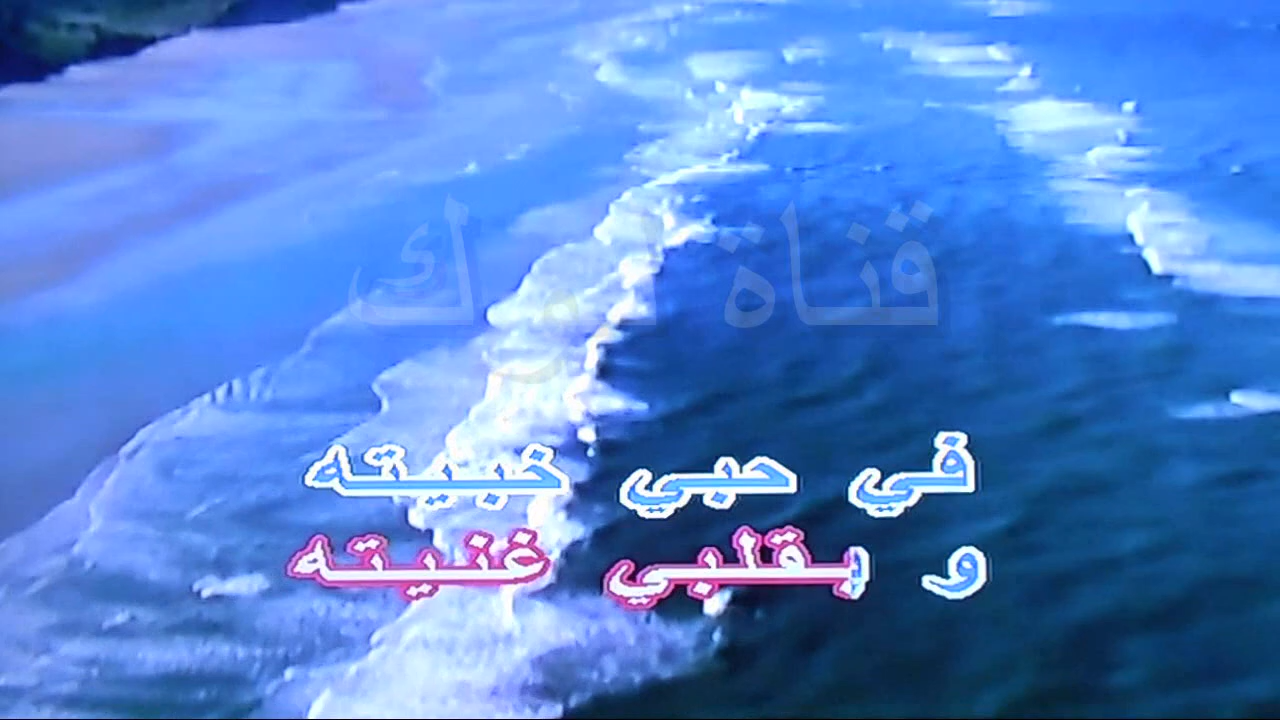 قناة
في حبي خبيته
و بقلبي غنيته